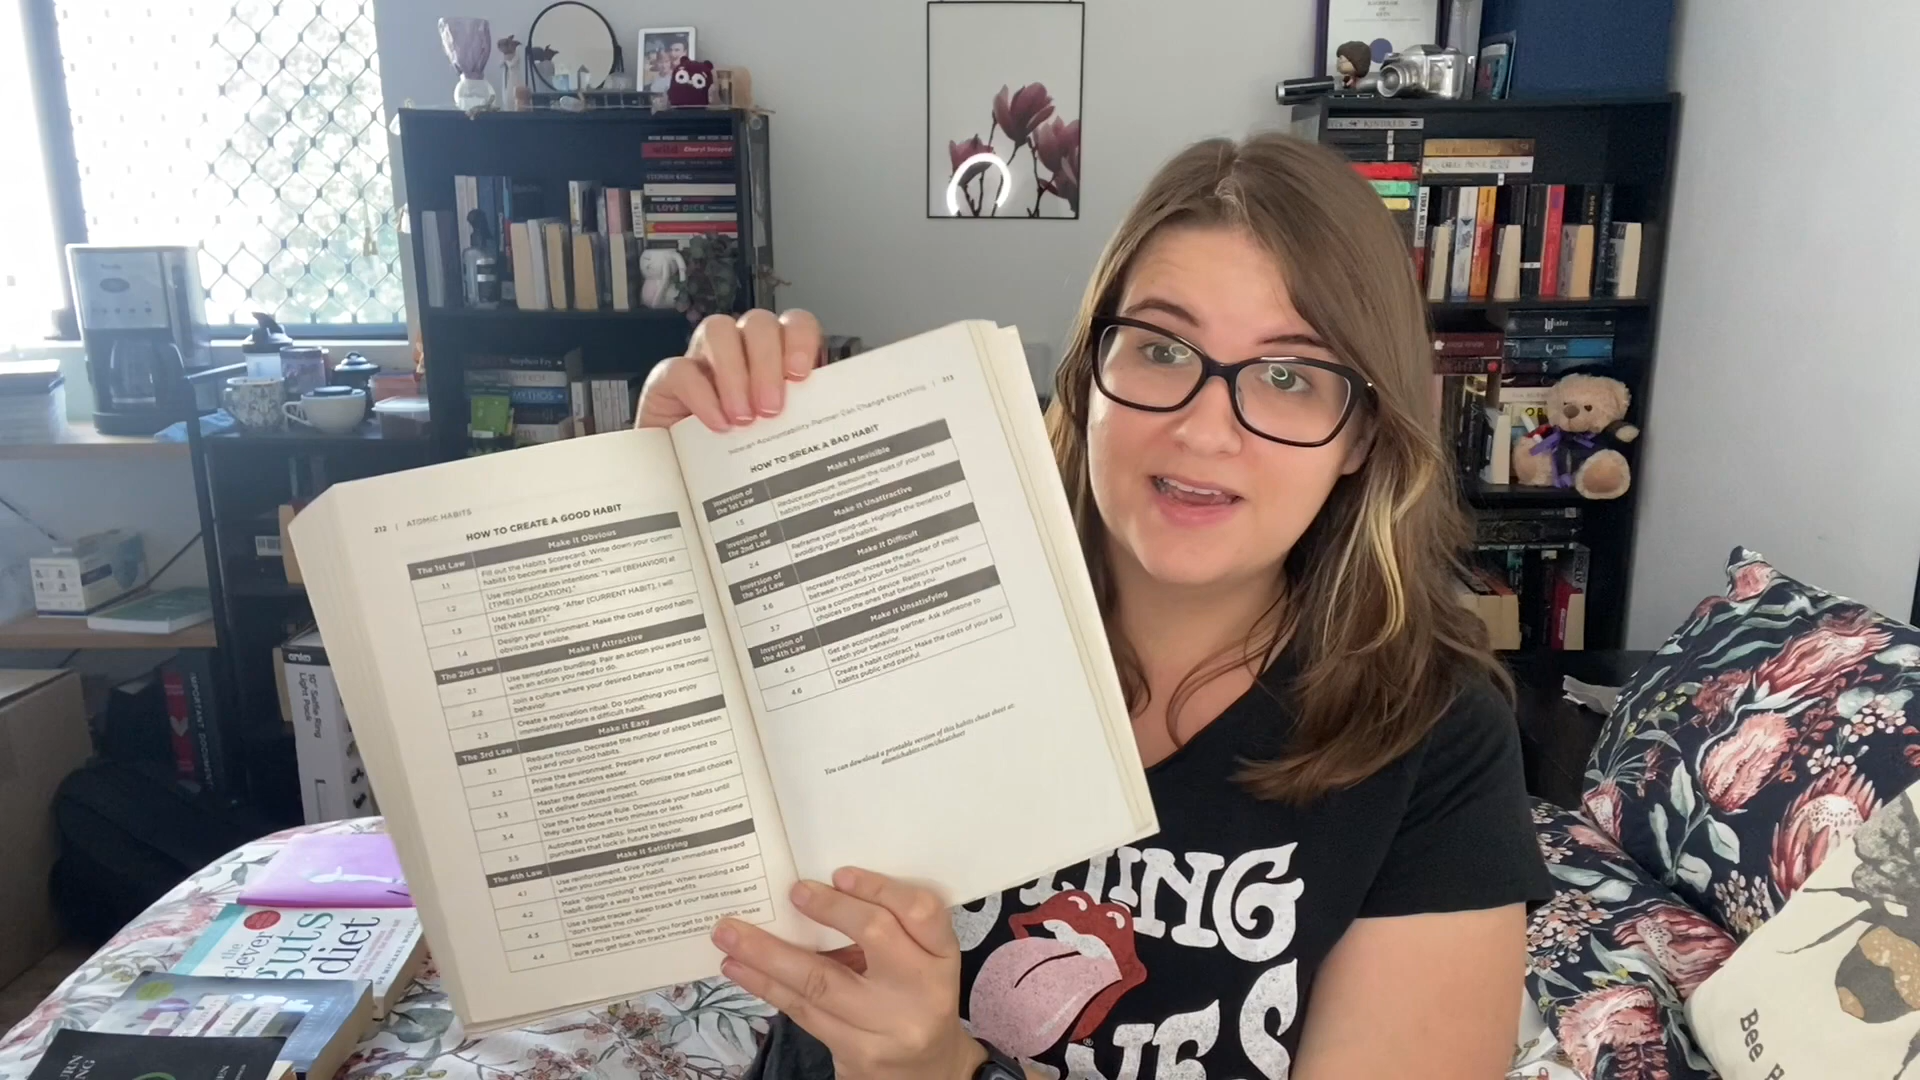 212 | ATOMIC HABITS
HOW TO CREATE A GOOD HABIT
The 1st Law Make It Obvious
1.1 Fill out the Habits Scorecard. Write down your current
habits to become aware of them.
1.2 Use implementation intentions: "I will [BEHAVIOR] at
[TIME] in [LOCATION]."
1.3 Use habit stacking: "After [CURRENT HABIT], I will
[NEW HABIT]."
1.4 Design your environment. Make the cues of good habits
obvious and visible.
The 2nd Law Make It Attractive
2.1 Use temptation bundling. Pair an action you want to do
with an action you need to do.
2.2 Join a culture where your desired behavior is the normal
behavior.
2.3 Create a motivation ritual. Do something you enjoy
immediately before a difficult habit.
The 3rd Law Make It Easy
3.1 Reduce friction. Decrease the number of steps between
you and your good habits.
3.2 Prime the environment. Prepare your environment to
make future actions easier.
3.3 Master the decisive moment. Optimize the small choices
that deliver outsized impact.
3.4 Use the Two-Minute Rule. Downscale your habits until
they can be done in two minutes or less.
3.5 Automate your habits. Invest in technology and onetime
purchases that lock in future behavior.
The 4th Law Make It Satisfying
4.1 Use reinforcement. Give yourself an immediate reward
when you complete your habit.
4.2 Make "doing nothing" enjoyable. When avoiding a bad
habit, design a way to see the benefits.
4.3 Use a habit tracker. Keep track of your habit streak and
"don't break the chain."
4.4 Never miss twice. When you forget to do a habit, make
sure you get back on track immediately.
How an Accountability Partner Can Change Everything | 213
HOW TO BREAK A BAD HABIT
Inversion of
the 1st Law Make It Invisible
1.5 Reduce exposure. Remove the cues of your bad
habits from your environment.
Inversion of
the 2nd Law Make It Unattractive
2.4 Reframe your mind-set. Highlight the benefits of
avoiding your bad habits.
Inversion of
the 3rd Law Make It Difficult
3.6 Increase friction. Increase the number of steps
between you and your bad habits.
3.7 Use a commitment device. Restrict your future
choices to the ones that benefit you.
Inversion of
the 4th Law Make It Unsatisfying
4.5 Get an accountability partner. Ask someone to
watch your behavior.
4.6 Create a habit contract. Make the costs of your bad
habits public and painful.
You can download a printable version of this habits cheat sheet at:
atomichabits.com/cheatsheet
the
clever
guts
diet
10" Selfie Ring
Light Pack
IMPORTANT
Cheryl Strayed
STEPHEN KING
I LOVE DICK
Stephen Fry
MYTHOS
KINDRED
BACHELOR
OF
ARTS
Bee